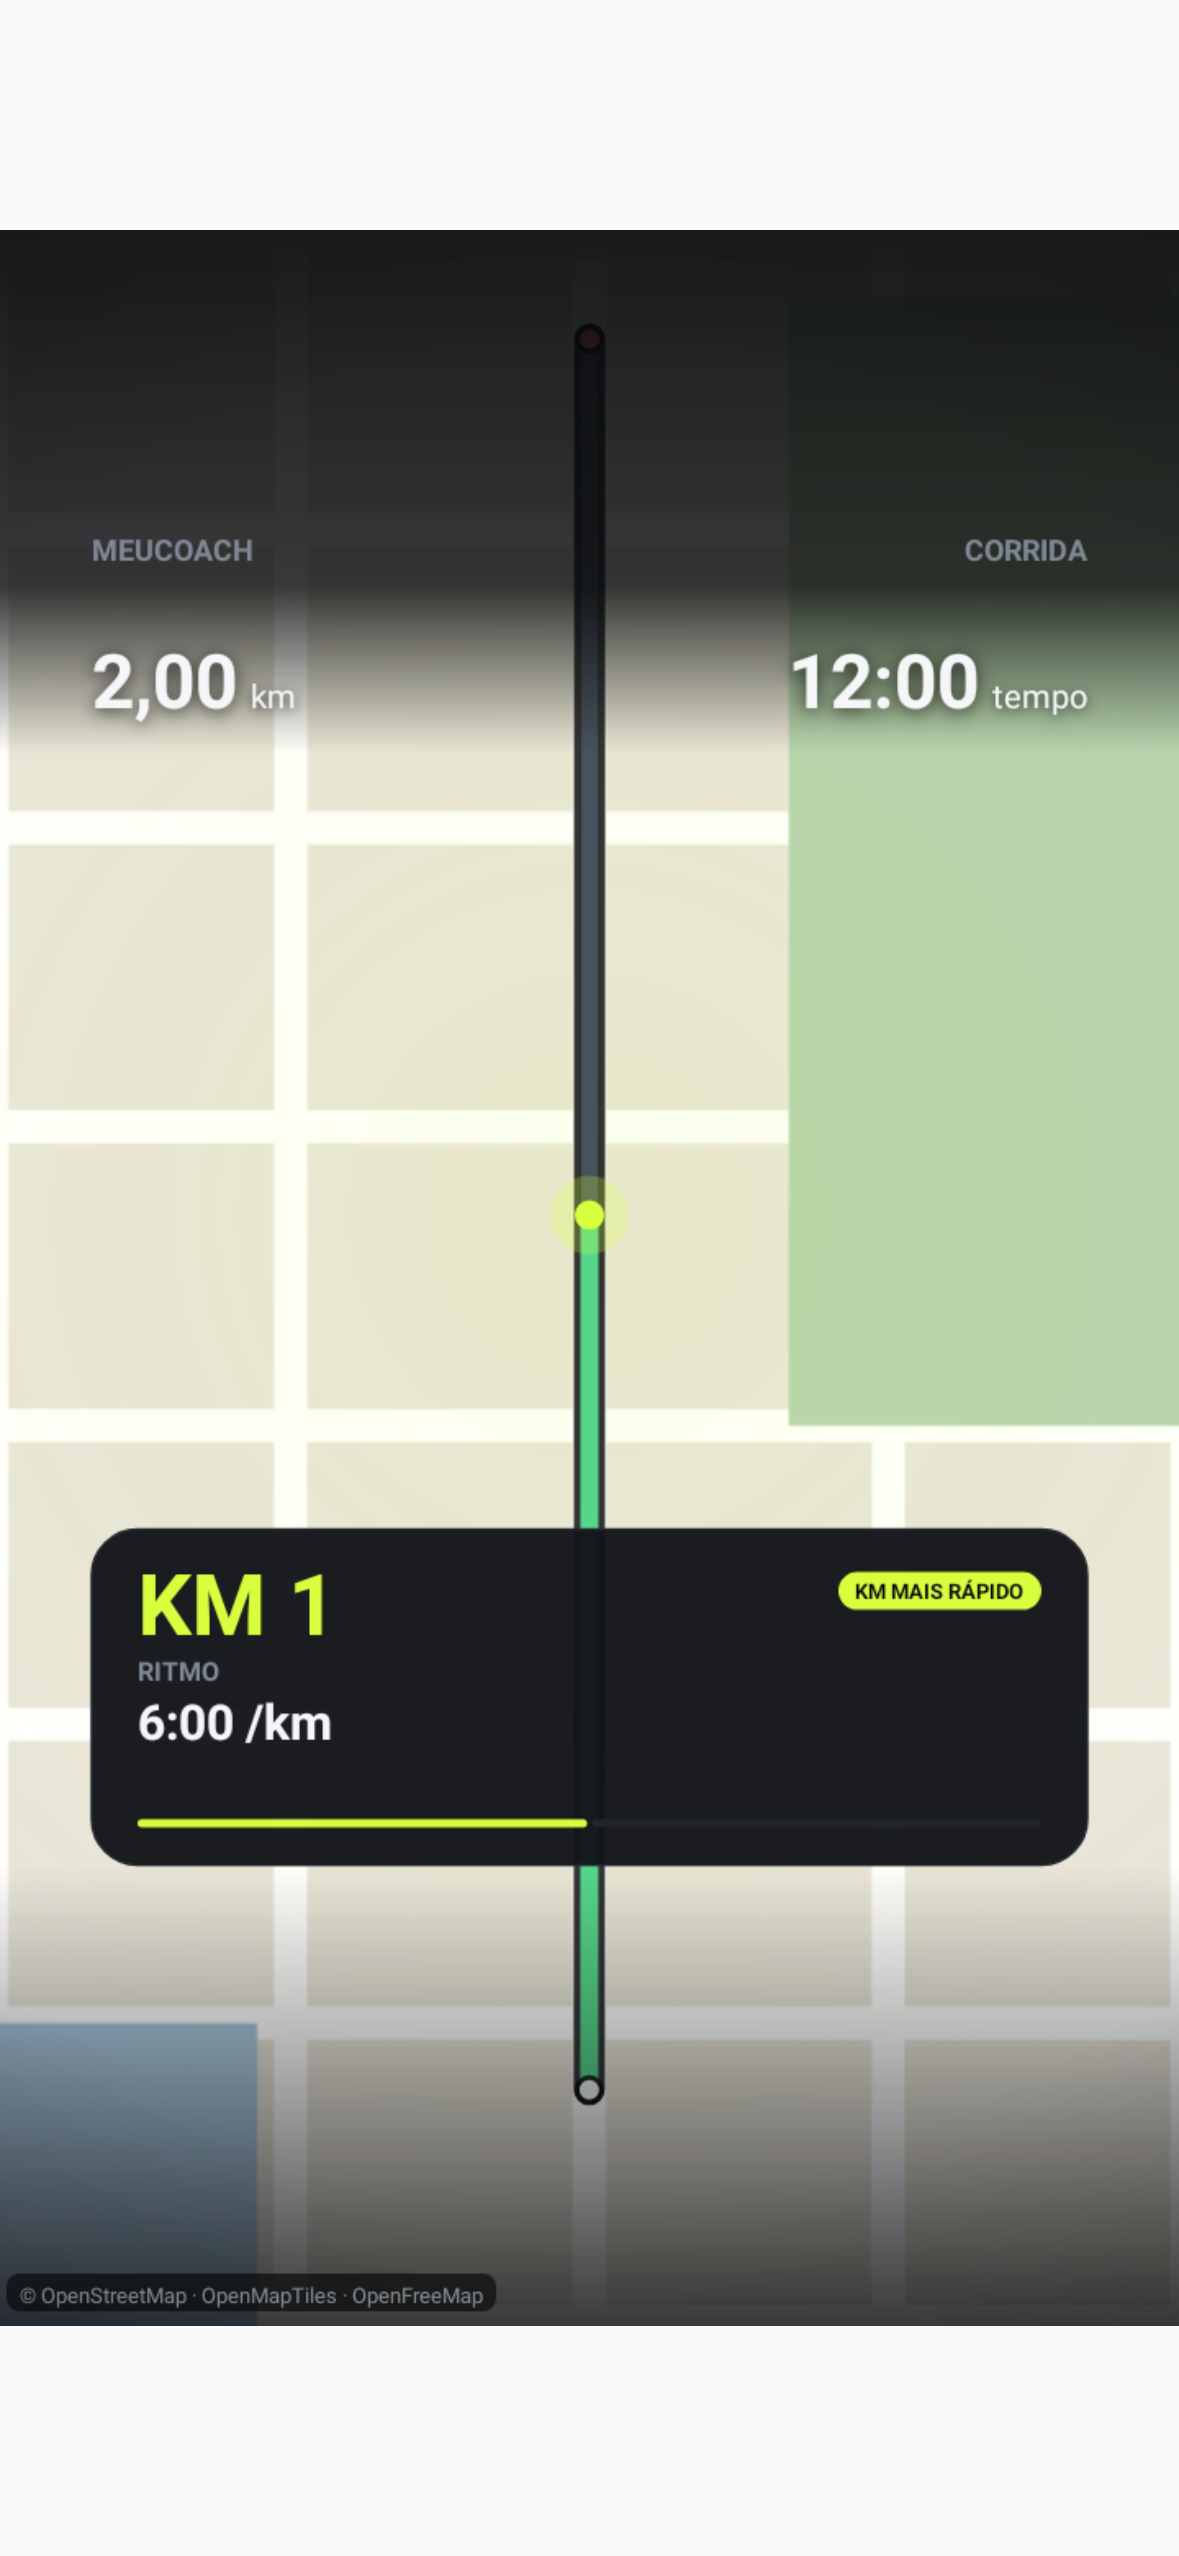 MEUCOACH
CORRIDA
2,00 km
12:00 tempo
KM 1
KM MAIS RÁPIDO
RITMO
6:00 /km
© OpenStreetMap · OpenMapTiles · OpenFreeMap